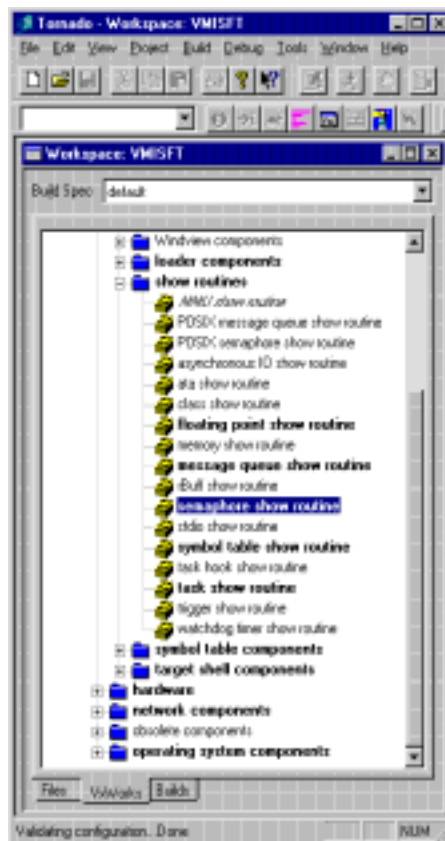 Tornado - Workspace: VMISFT
File Edit View Project Build Debug Tools Window Help
Workspace: VMISFT
Build Spec: default
Windview components
loader components
show routines
MMU show routine
POSIX message queue show routine
POSIX semaphore show routine
asynchronous IO show routine
ata show routine
class show routine
floating point show routine
memory show routine
message queue show routine
rBuff show routine
semaphore show routine
stdio show routine
symbol table show routine
task hook show routine
task show routine
trigger show routine
watchdog timer show routine
symbol table components
target shell components
hardware
network components
obsolete components
operating system components
Files VxWorks Builds
Validating configuration. Done NUM